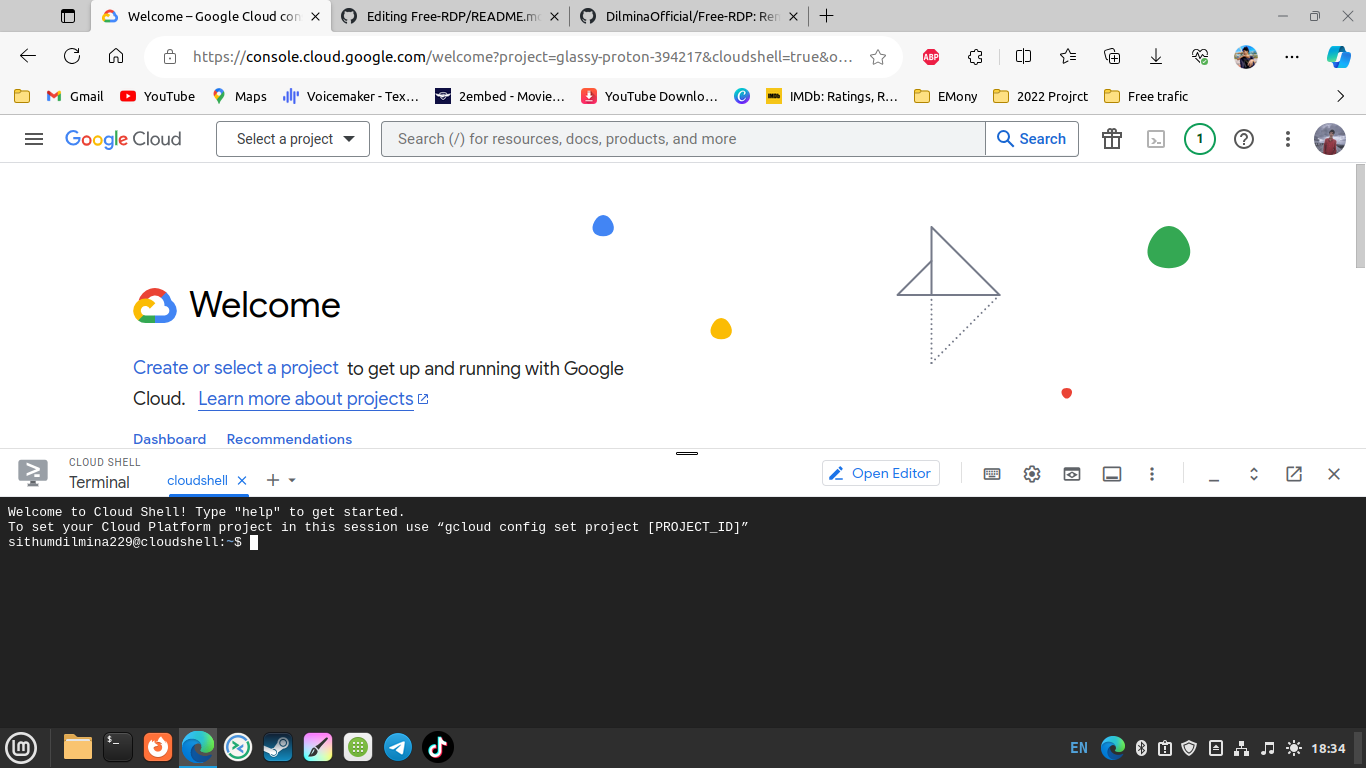 Welcome – Google Cloud con
Editing Free-RDP/README.mc
DilminaOfficial/Free-RDP: Ren
https://console.cloud.google.com/welcome?project=glassy-proton-394217&cloudshell=true&o...
ABP
Gmail
YouTube
Maps
Voicemaker - Tex...
2embed - Movie...
YouTube Downlo...
IMDb: Ratings, R...
EMony
2022 Projrct
Free trafic
Google Cloud
Select a project
Search (/) for resources, docs, products, and more
Search
1
Welcome
Create or select a project to get up and running with Google
Cloud. Learn more about projects
Dashboard
Recommendations
CLOUD SHELL
Terminal
cloudshell
Open Editor
Welcome to Cloud Shell! Type "help" to get started.
To set your Cloud Platform project in this session use “gcloud config set project [PROJECT_ID]”
sithumdilmina229@cloudshell:~$
EN
18:34